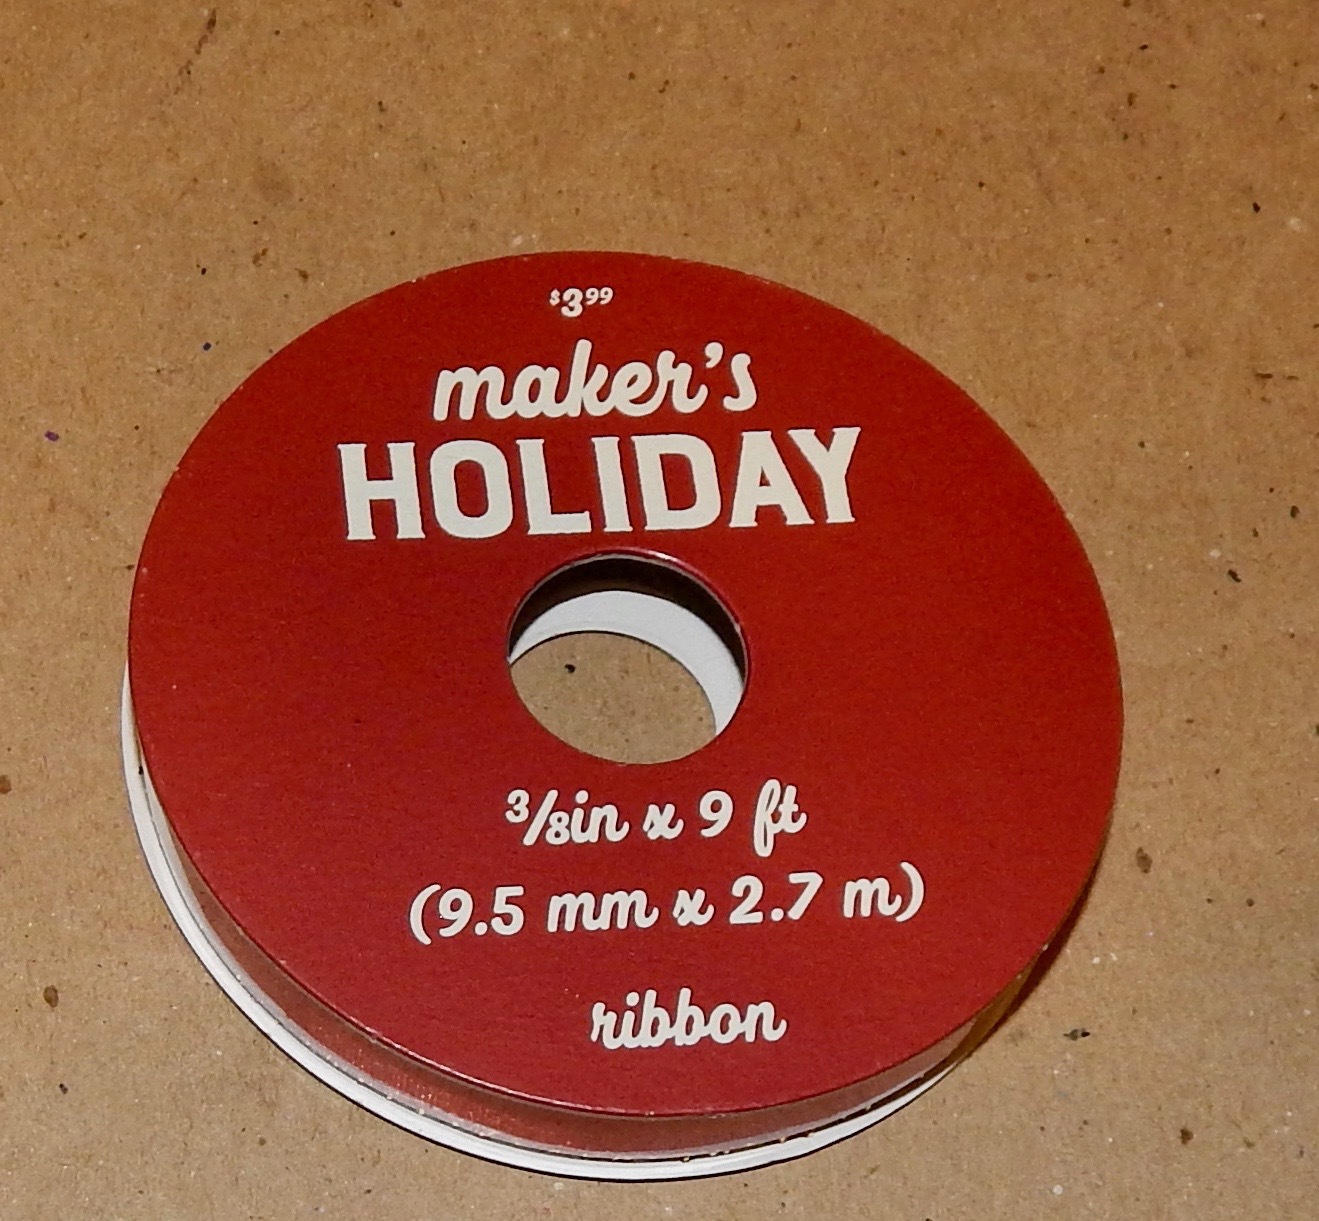 $3.99
maker's
HOLIDAY
3/8in x 9 ft
(9.5 mm x 2.7 m)
ribbon